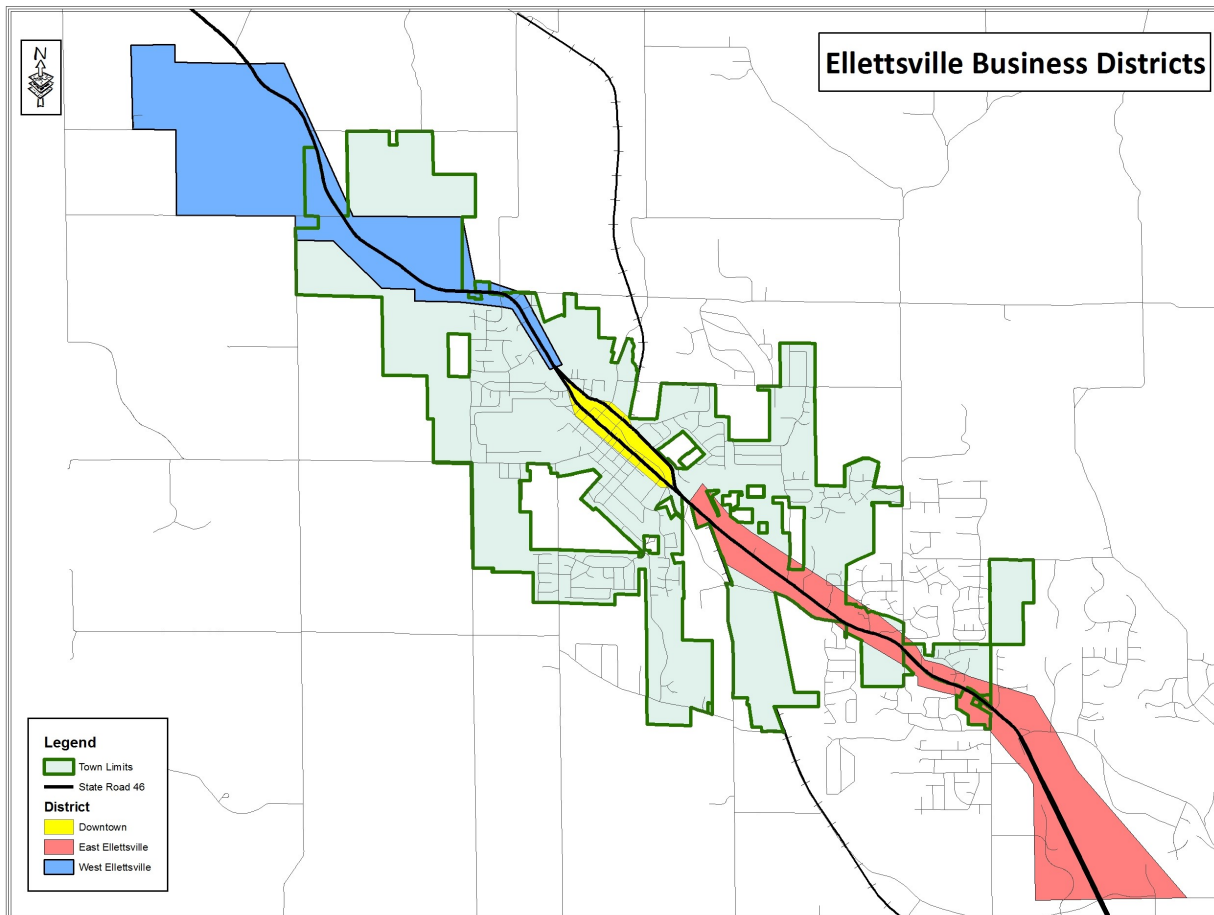 N
Ellettsville Business Districts
Legend
Town Limits
State Road 46
District
Downtown
East Ellettsville
West Ellettsville